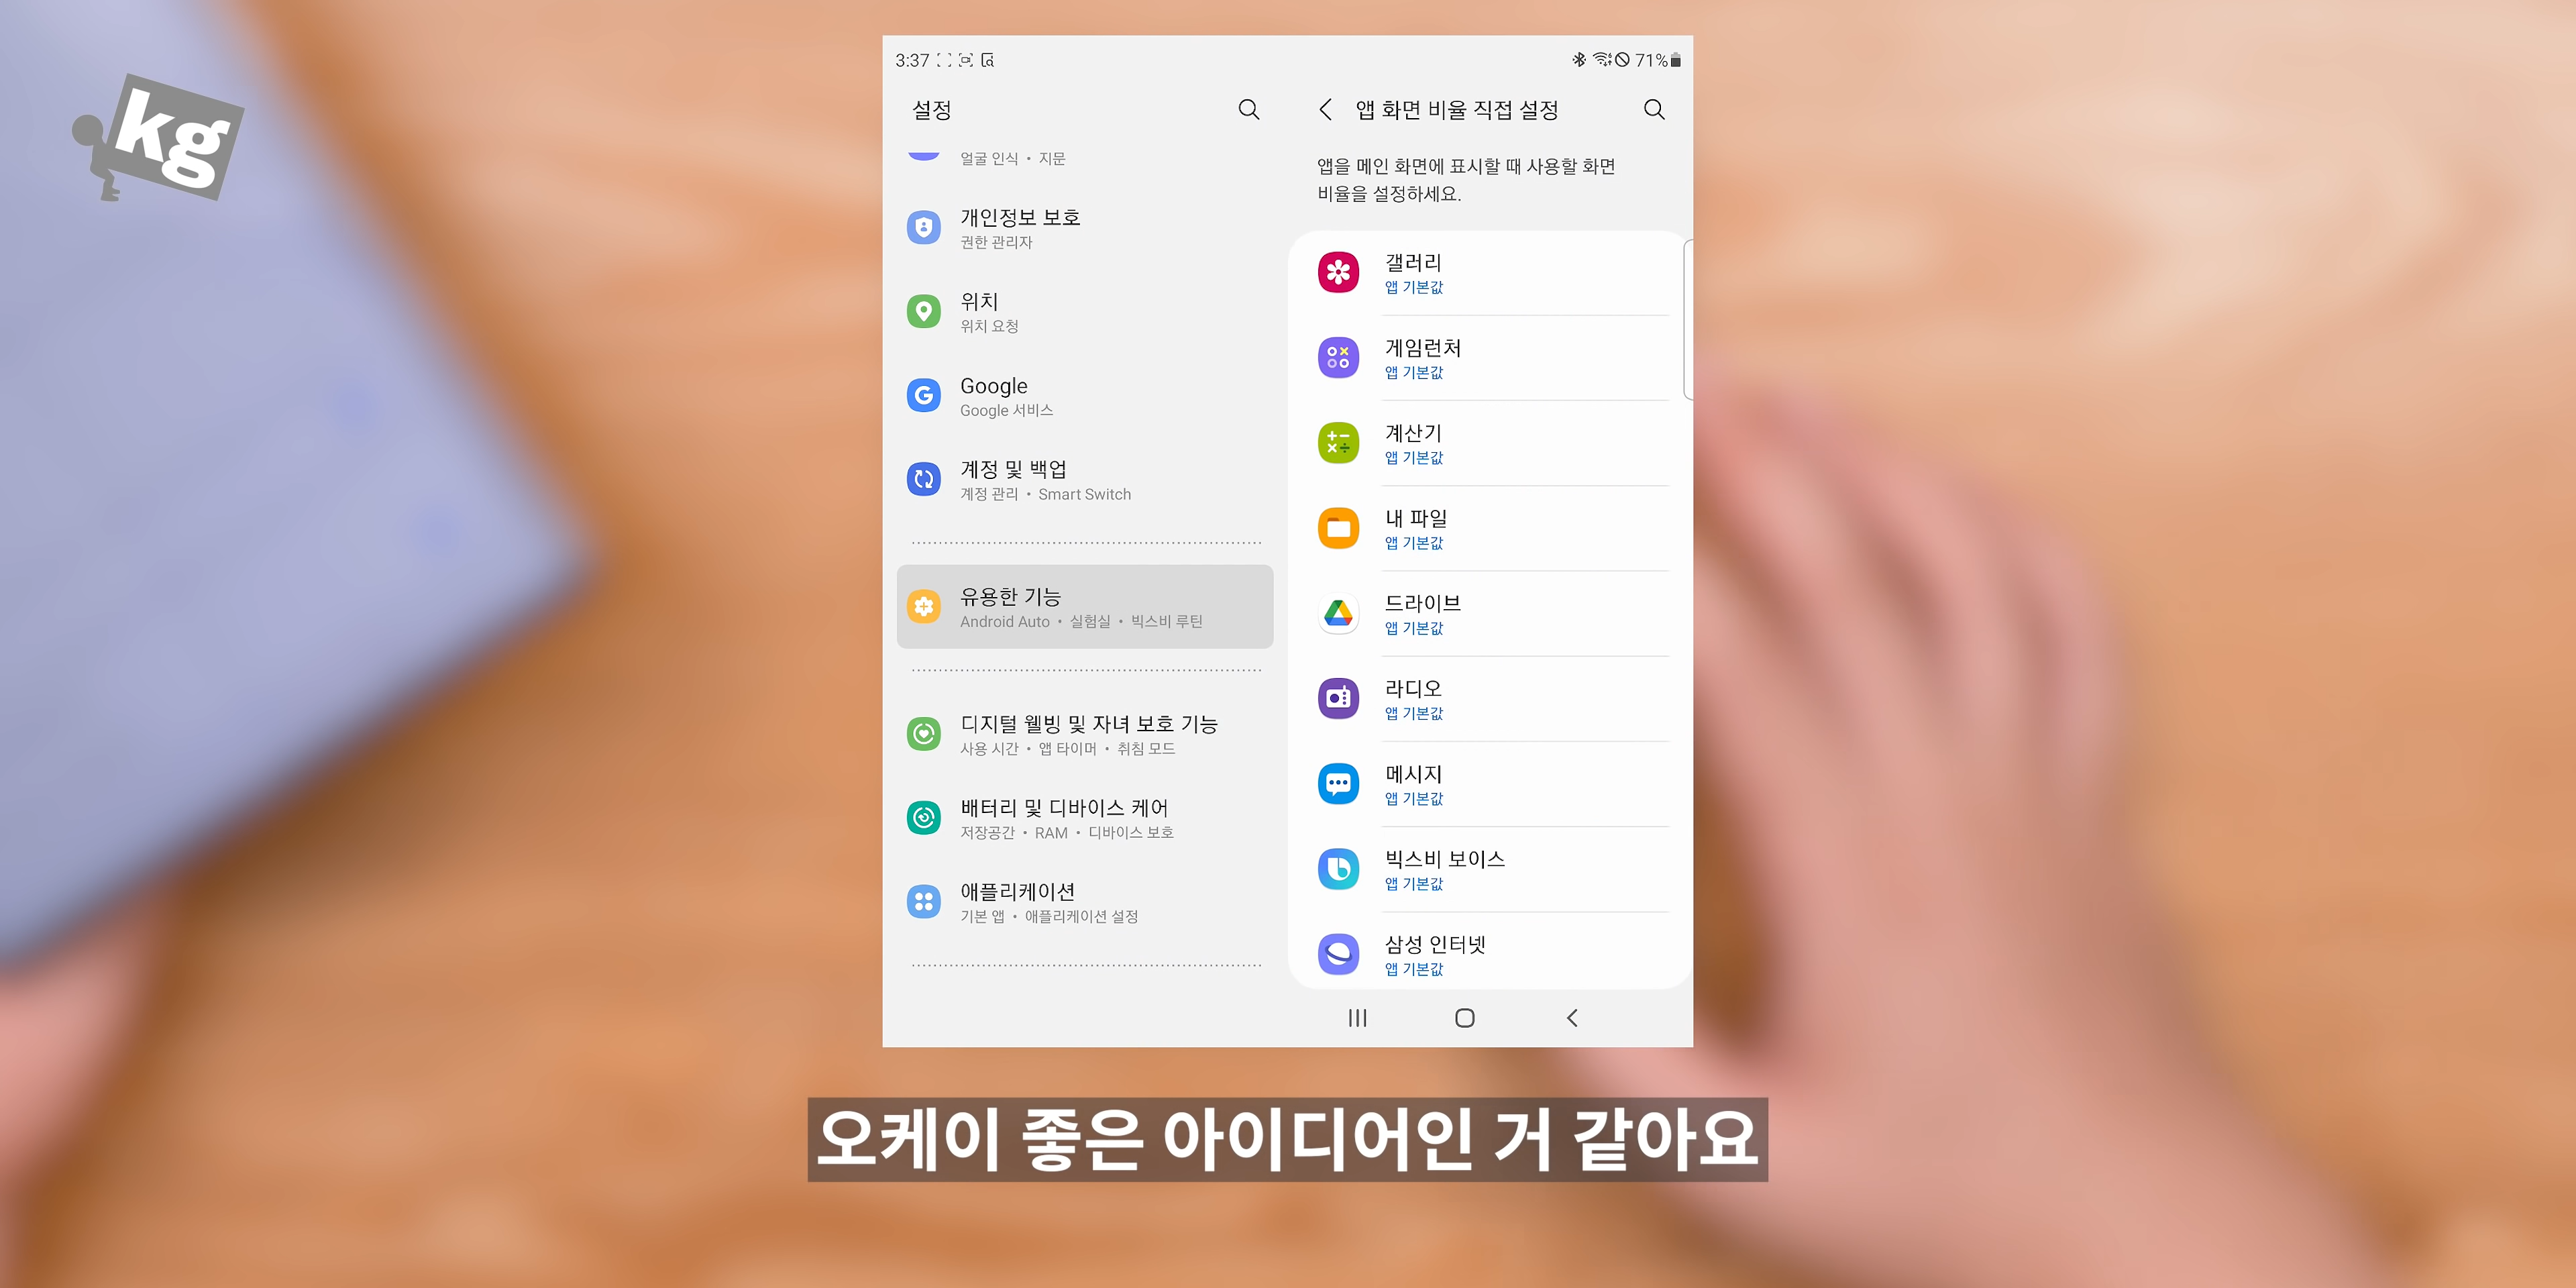 kg
3:37
71%
설정
얼굴 인식 • 지문
개인정보 보호
권한 관리자
위치
위치 요청
Google
Google 서비스
계정 및 백업
계정 관리 • Smart Switch
유용한 기능
Android Auto • 실험실 • 빅스비 루틴
디지털 웰빙 및 자녀 보호 기능
사용 시간 • 앱 타이머 • 취침 모드
배터리 및 디바이스 케어
저장공간 • RAM • 디바이스 보호
애플리케이션
기본 앱 • 애플리케이션 설정
앱 화면 비율 직접 설정
앱을 메인 화면에 표시할 때 사용할 화면
비율을 설정하세요.
갤러리
앱 기본값
게임런처
앱 기본값
계산기
앱 기본값
내 파일
앱 기본값
드라이브
앱 기본값
라디오
앱 기본값
메시지
앱 기본값
빅스비 보이스
앱 기본값
삼성 인터넷
앱 기본값
오케이 좋은 아이디어인 거 같아요